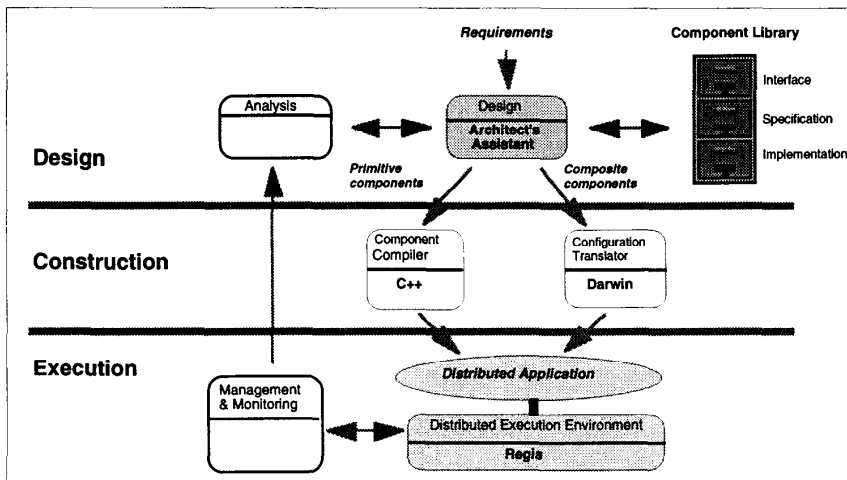 Requirements
Component Library
Analysis
Design
Architect's
Assistant
Interface
Specification
Implementation
Design
Primitive
components
Composite
components
Construction
Component
Compiler
C++
Configuration
Translator
Darwin
Execution
Distributed Application
Management
& Monitoring
Distributed Execution Environment
Regis